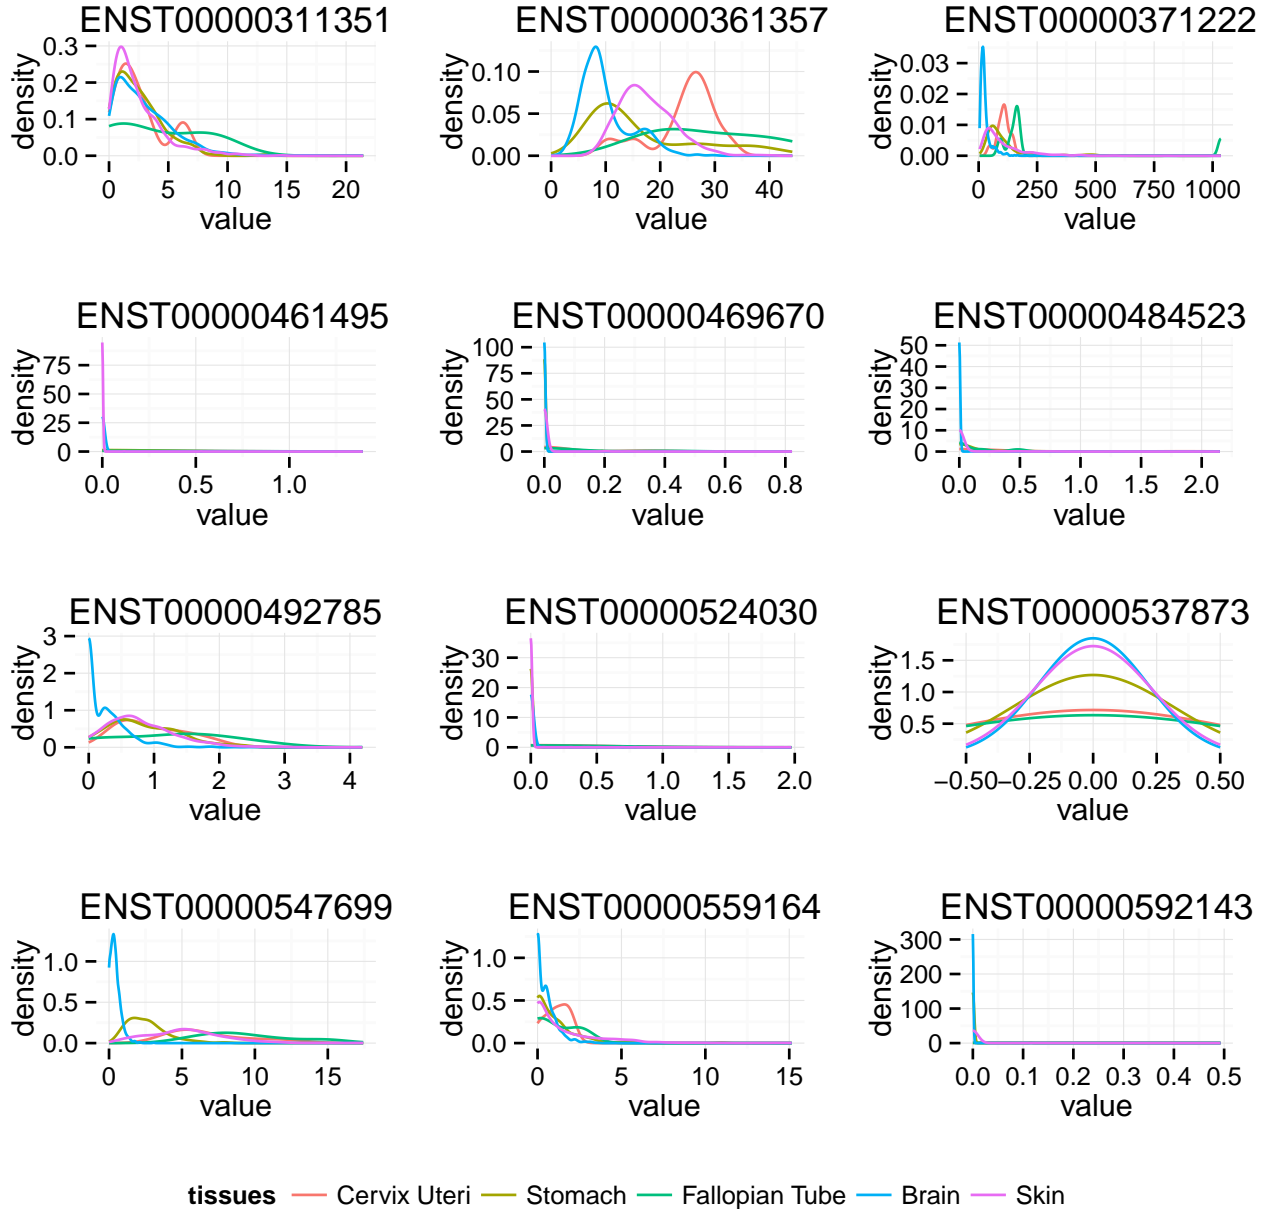 ENST00000311351
density
0.3
0.2
0.1
0.0
0 5 10 15 20
value
ENST00000361357
density
0.10
0.05
0.00
0 10 20 30 40
value
ENST00000371222
density
0.03
0.02
0.01
0.00
0 250 500 750 1000
value
ENST00000461495
density
75
50
25
0
0.0 0.5 1.0
value
ENST00000469670
density
100
75
50
25
0
0.0 0.2 0.4 0.6 0.8
value
ENST00000484523
density
50
40
30
20
10
0
0.0 0.5 1.0 1.5 2.0
value
ENST00000492785
density
3
2
1
0
0 1 2 3 4
value
ENST00000524030
density
30
20
10
0
0.0 0.5 1.0 1.5 2.0
value
ENST00000537873
density
1.5
1.0
0.5
−0.50 −0.25 0.00 0.25 0.50
value
ENST00000547699
density
1.0
0.5
0.0
0 5 10 15
value
ENST00000559164
density
1.0
0.5
0.0
0 5 10 15
value
ENST00000592143
density
300
200
100
0
0.0 0.1 0.2 0.3 0.4 0.5
value
tissues Cervix Uteri Stomach Fallopian Tube Brain Skin